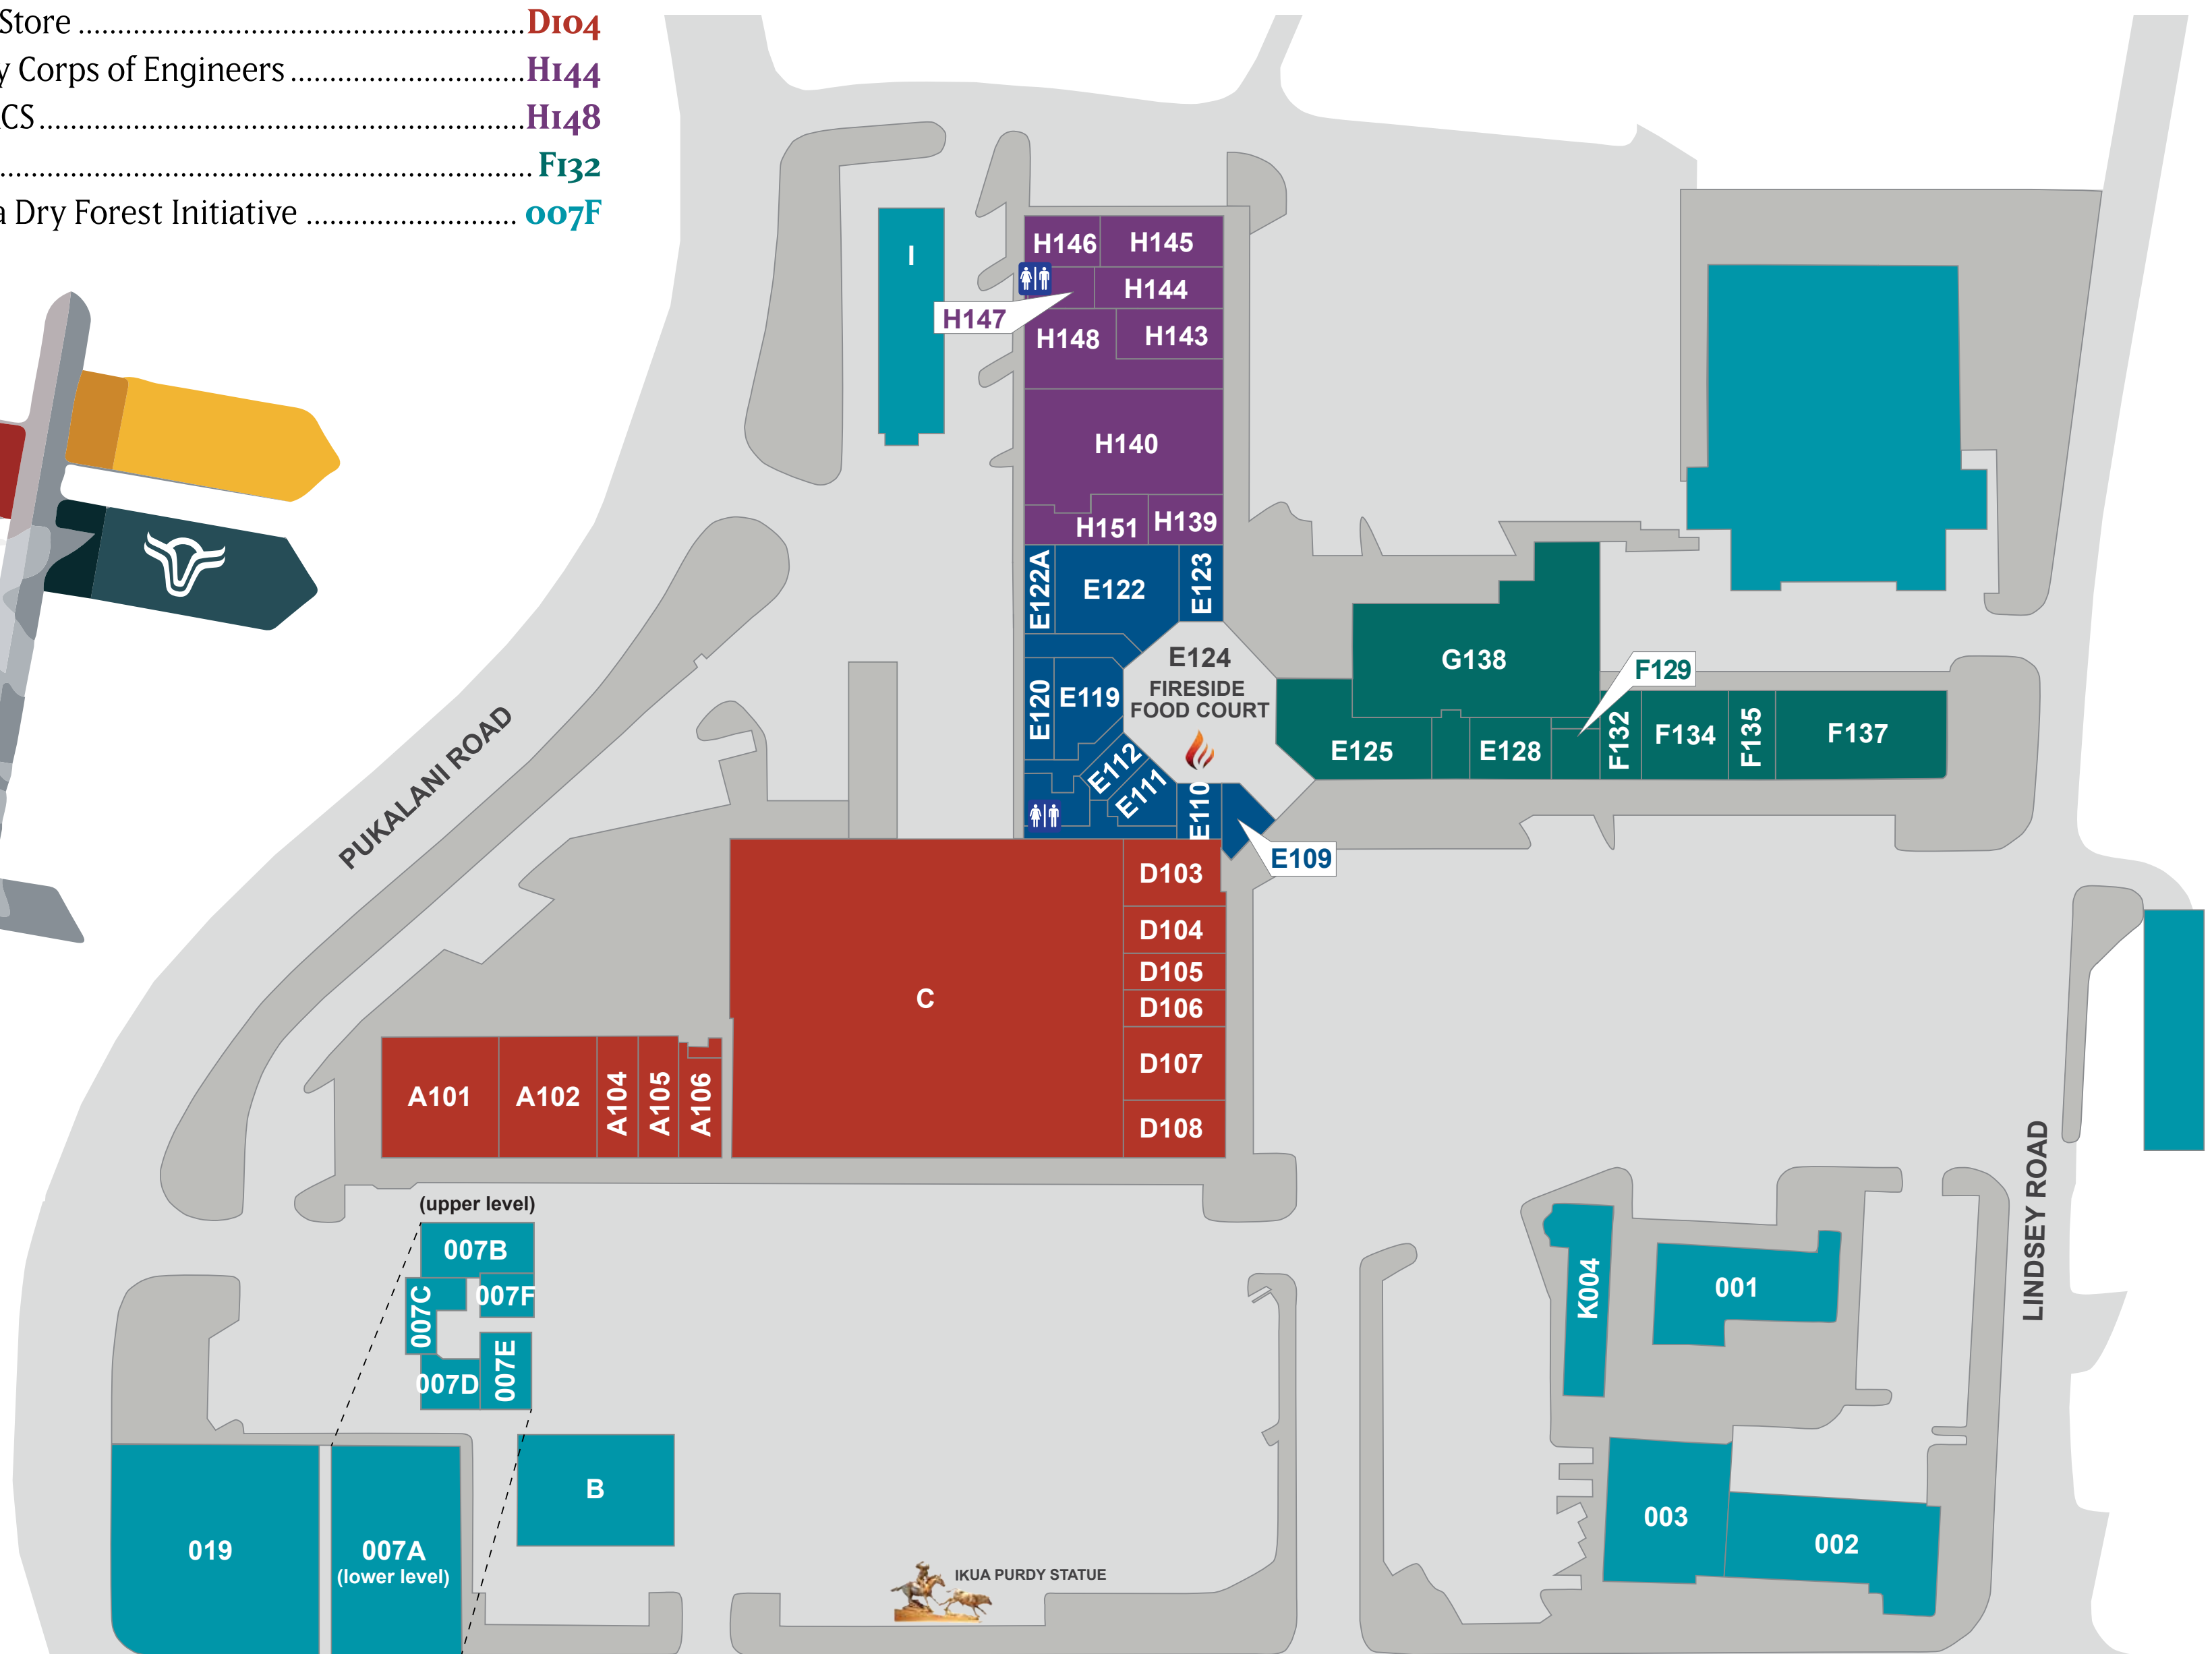 Store ........ D104
y Corps of Engineers ........ H144
CS ........ H148
........ F132
a Dry Forest Initiative ........ 007F
I
H146
H145
H144
H147
H148
H143
H140
H151
H139
E122A
E122
E123
E124
FIRESIDE
FOOD COURT
E120
E119
E112
E111
E110
E109
G138
F129
E125
E128
F132
F134
F135
F137
PUKALANI ROAD
C
D103
D104
D105
D106
D107
D108
A101
A102
A104
A105
A106
(upper level)
007B
007C
007F
007D
007E
B
019
007A
(lower level)
IKUA PURDY STATUE
K004
001
003
002
LINDSEY ROAD